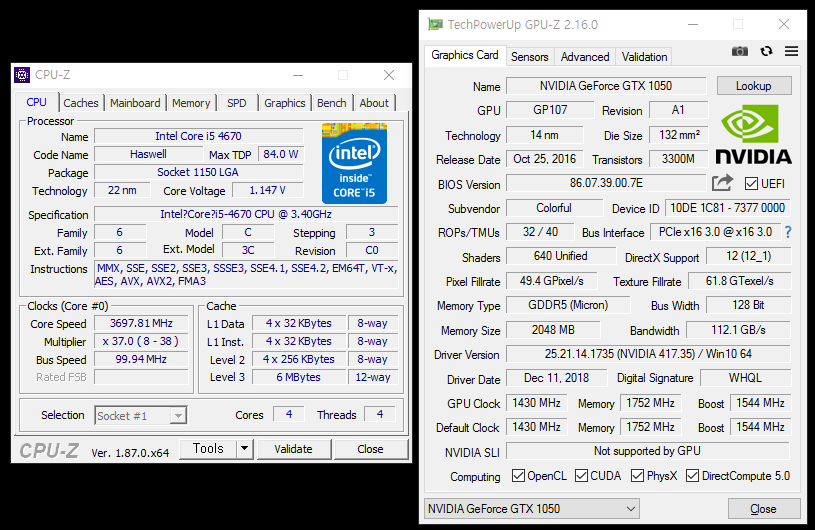 CPU-Z
CPU Caches Mainboard Memory SPD Graphics Bench About
Processor
Name Intel Core i5 4670
Code Name Haswell Max TDP 84.0 W
Package Socket 1150 LGA
Technology 22 nm Core Voltage 1.147 V
intel inside™ CORE™i5
Specification Intel?Core?i5-4670 CPU @ 3.40GHz
Family 6 Model C Stepping 3
Ext. Family 6 Ext. Model 3C Revision C0
Instructions MMX, SSE, SSE2, SSE3, SSSE3, SSE4.1, SSE4.2, EM64T, VT-x,
AES, AVX, AVX2, FMA3
Clocks (Core #0)
Core Speed 3697.81 MHz
Multiplier x 37.0 ( 8 - 38 )
Bus Speed 99.94 MHz
Rated FSB
Cache
L1 Data 4 x 32 KBytes 8-way
L1 Inst. 4 x 32 KBytes 8-way
Level 2 4 x 256 KBytes 8-way
Level 3 6 MBytes 12-way
Selection Socket #1 Cores 4 Threads 4
CPU-Z Ver. 1.87.0.x64 Tools Validate Close
TechPowerUp GPU-Z 2.16.0
Graphics Card Sensors Advanced Validation
Name NVIDIA GeForce GTX 1050 Lookup
GPU GP107 Revision A1
Technology 14 nm Die Size 132 mm²
Release Date Oct 25, 2016 Transistors 3300M
NVIDIA
BIOS Version 86.07.39.00.7E UEFI
Subvendor Colorful Device ID 10DE 1C81 - 7377 0000
ROPs/TMUs 32 / 40 Bus Interface PCIe x16 3.0 @ x16 3.0 ?
Shaders 640 Unified DirectX Support 12 (12_1)
Pixel Fillrate 49.4 GPixel/s Texture Fillrate 61.8 GTexel/s
Memory Type GDDR5 (Micron) Bus Width 128 Bit
Memory Size 2048 MB Bandwidth 112.1 GB/s
Driver Version 25.21.14.1735 (NVIDIA 417.35) / Win10 64
Driver Date Dec 11, 2018 Digital Signature WHQL
GPU Clock 1430 MHz Memory 1752 MHz Boost 1544 MHz
Default Clock 1430 MHz Memory 1752 MHz Boost 1544 MHz
NVIDIA SLI Not supported by GPU
Computing OpenCL CUDA PhysX DirectCompute 5.0
NVIDIA GeForce GTX 1050 Close